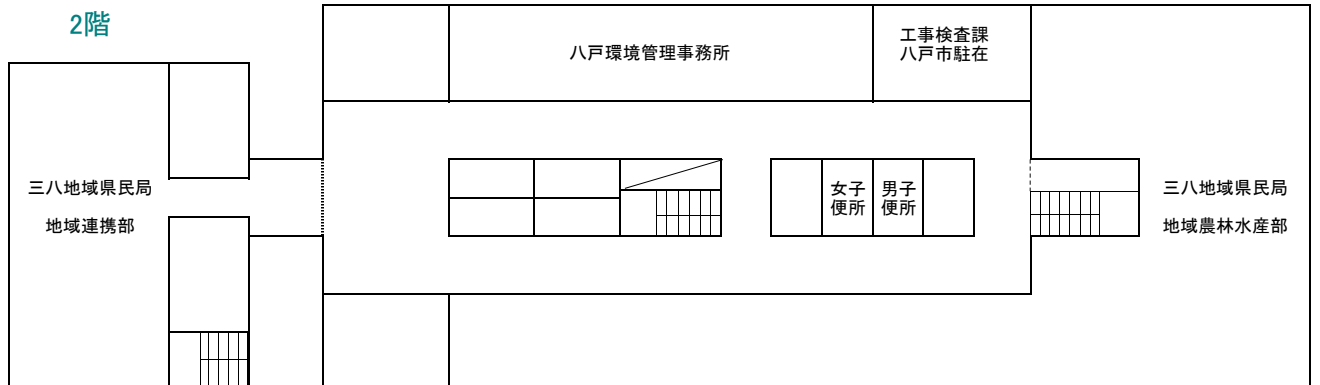 2階
八戸環境管理事務所
工事検査課
八戸市駐在
三八地域県民局
地域連携部
女子
便所
男子
便所
三八地域県民局
地域農林水産部